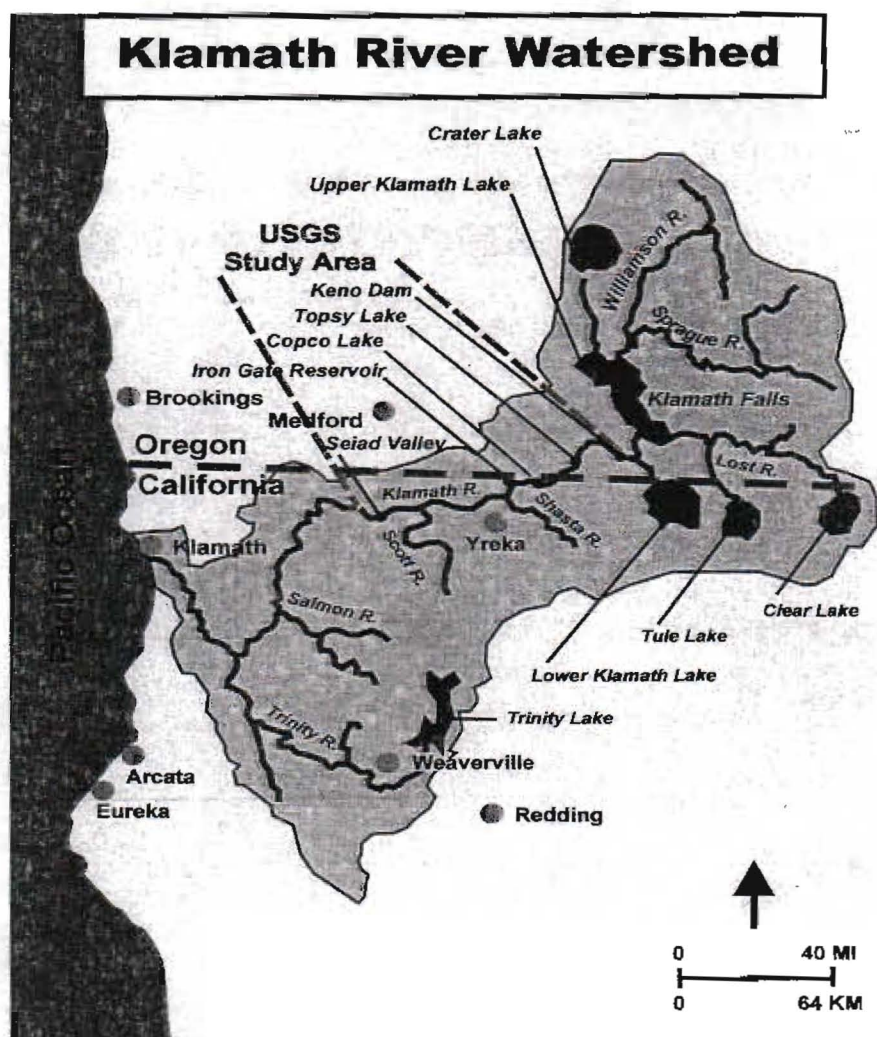 Klamath River Watershed
Crater Lake
Upper Klamath Lake
USGS
Study Area
Keno Dam
Topsy Lake
Copco Lake
Iron Gate Reservoir
Williamson R.
Sprague R.
Brookings
Medford
Seiad Valley
Klamath Falls
Oregon
California
Lost R.
Klamath R.
Shasta R.
Pacific Ocean
Klamath
Scott R.
Yreka
Salmon R.
Clear Lake
Tule Lake
Lower Klamath Lake
Trinity Lake
Trinity R.
Weaverville
Arcata
Eureka
Redding
0 40 MI
0 64 KM